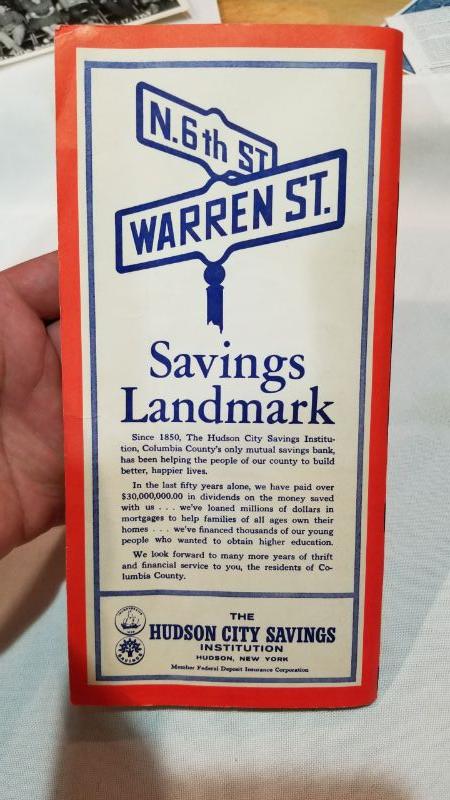 N. 6th ST.
WARREN ST.
Savings
Landmark
Since 1850, The Hudson City Savings Institu-
tion, Columbia County's only mutual savings bank,
has been helping the people of our county to build
better, happier lives.
In the last fifty years alone, we have paid over
$30,000,000.00 in dividends on the money saved
with us . . . we've loaned millions of dollars in
mortgages to help families of all ages own their
homes . . . we've financed thousands of our young
people who wanted to obtain higher education.
We look forward to many more years of thrift
and financial service to you, the residents of Co-
lumbia County.
THE
HUDSON CITY SAVINGS
INSTITUTION
HUDSON, NEW YORK
Member Federal Deposit Insurance Corporation